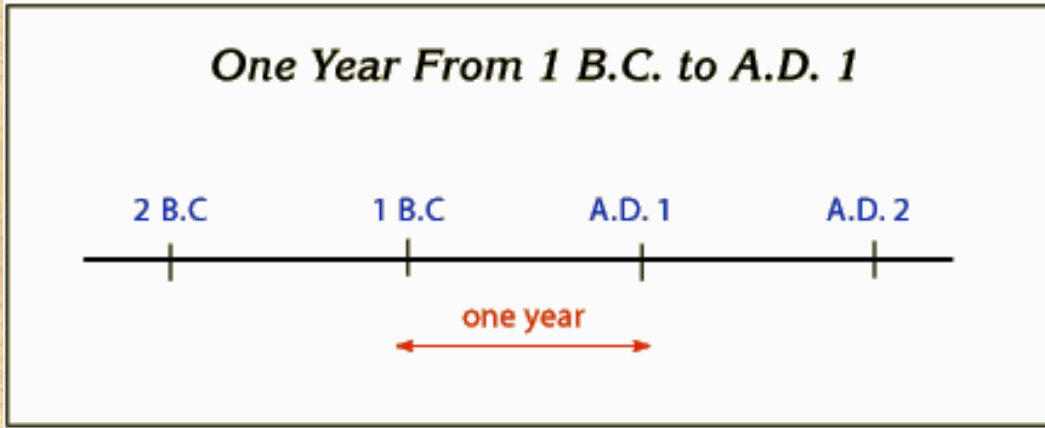 One Year From 1 B.C. to A.D. 1
2 B.C 1 B.C A.D. 1 A.D. 2
one year